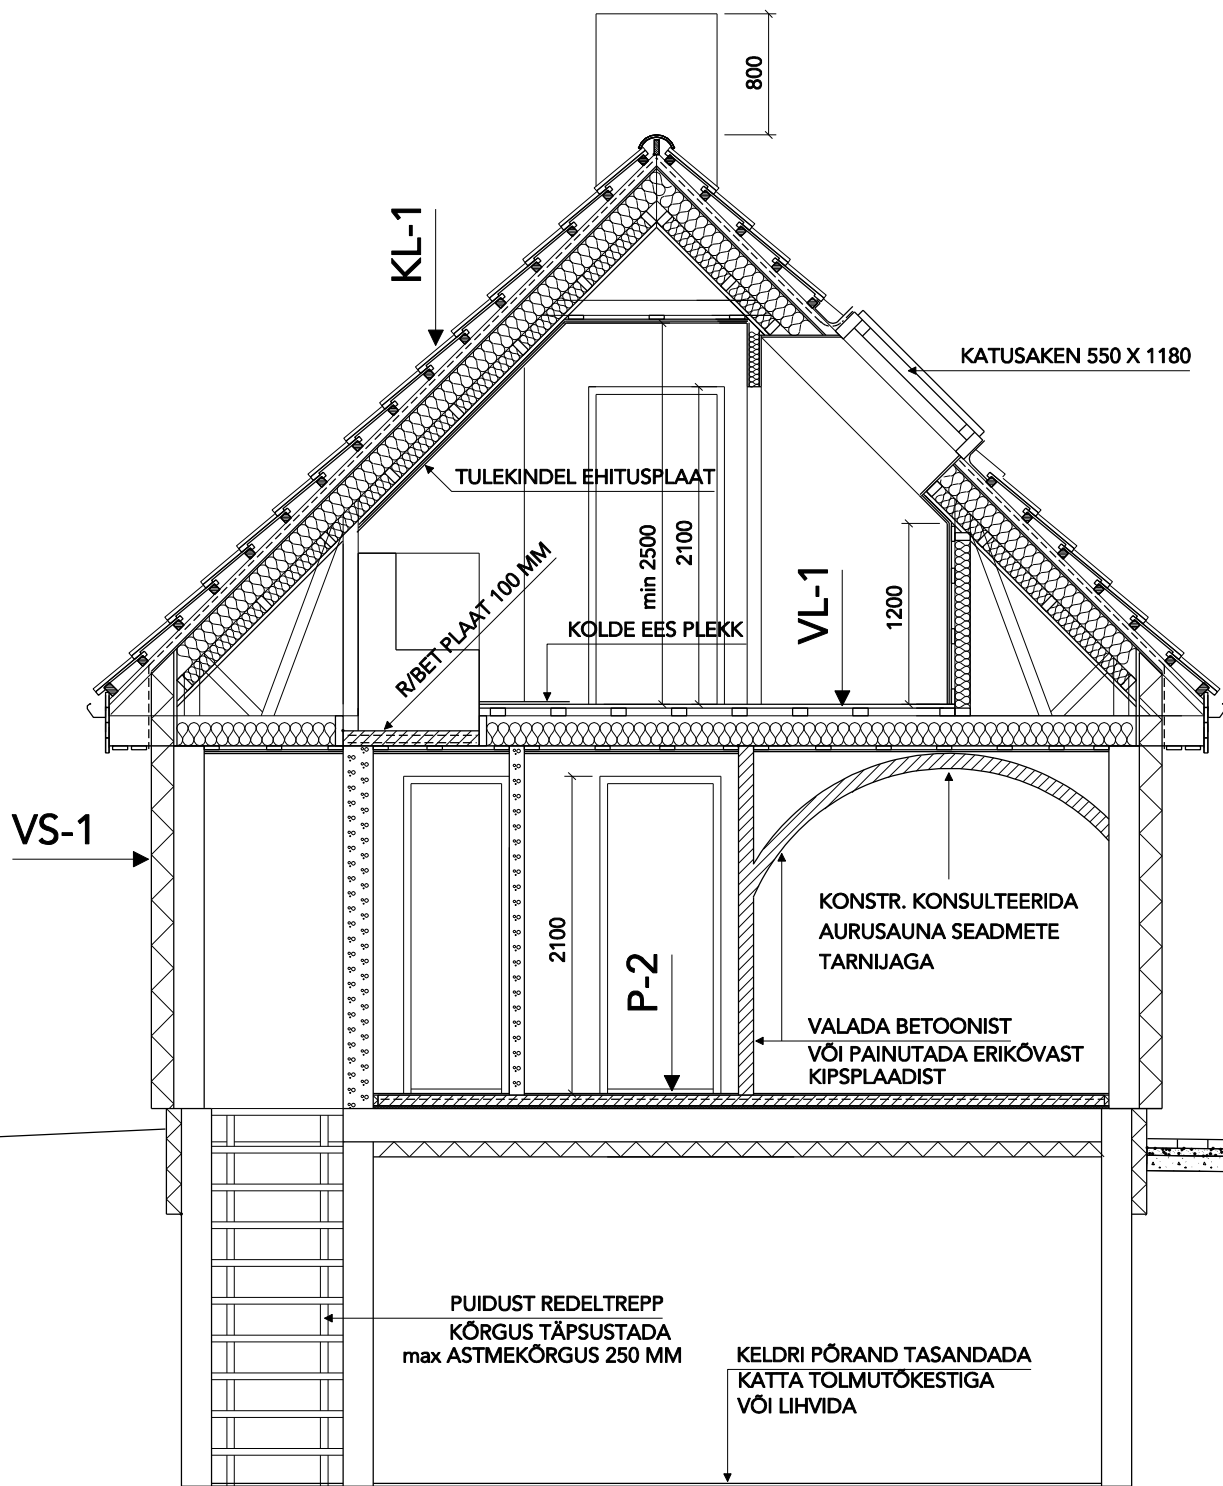 800
KL-1
KATUSAKEN 550 X 1180
TULEKINDEL EHITUSPLAAT
min 2500
2100
R/BET PLAAT 100 MM
VL-1
1200
KOLDE EES PLEKK
VS-1
2100
P-2
KONSTR. KONSULTEERIDA
AURUSAUNA SEADMETE
TARNIJAGA
VALADA BETOONIST
VÕI PAINUTADA ERIKÕVAST
KIPSPLAADIST
PUIDUST REDELTREPP
KÕRGUS TÄPSUSTADA
max ASTMEKÕRGUS 250 MM
KELDRI PÕRAND TASANDADA
KATTA TOLMUTÕKESTIGA
VÕI LIHVIDA